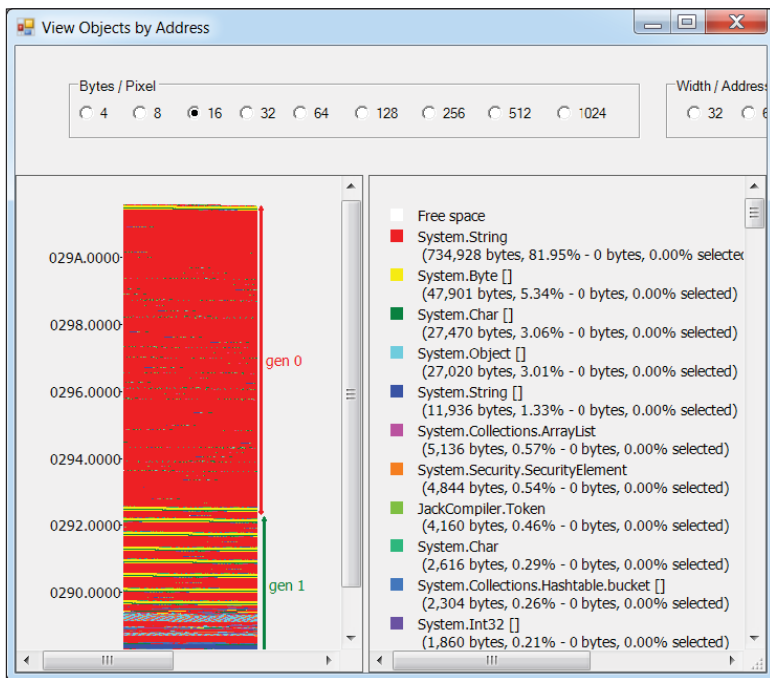 View Objects by Address
Bytes / Pixel
4 8 16 32 64 128 256 512 1024
Width / Address
32
029A.0000
0298.0000
0296.0000
0294.0000
0292.0000
0290.0000
gen 0
gen 1
Free space
System.String
(734,928 bytes, 81.95% - 0 bytes, 0.00% selected
System.Byte []
(47,901 bytes, 5.34% - 0 bytes, 0.00% selected)
System.Char []
(27,470 bytes, 3.06% - 0 bytes, 0.00% selected)
System.Object []
(27,020 bytes, 3.01% - 0 bytes, 0.00% selected)
System.String []
(11,936 bytes, 1.33% - 0 bytes, 0.00% selected)
System.Collections.ArrayList
(5,136 bytes, 0.57% - 0 bytes, 0.00% selected)
System.Security.SecurityElement
(4,844 bytes, 0.54% - 0 bytes, 0.00% selected)
JackCompiler.Token
(4,160 bytes, 0.46% - 0 bytes, 0.00% selected)
System.Char
(2,616 bytes, 0.29% - 0 bytes, 0.00% selected)
System.Collections.Hashtable.bucket []
(2,304 bytes, 0.26% - 0 bytes, 0.00% selected)
System.Int32 []
(1,860 bytes, 0.21% - 0 bytes, 0.00% selected)